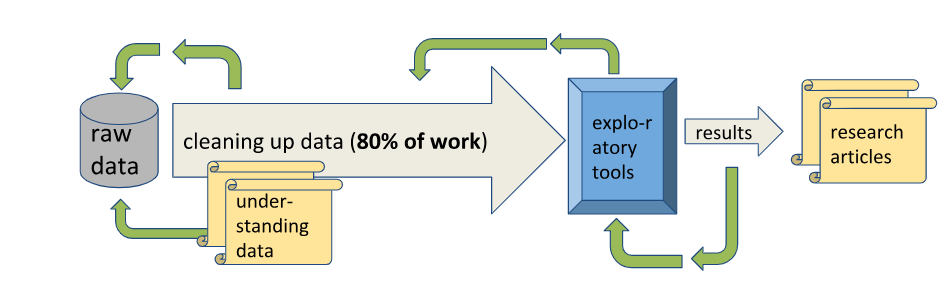 raw
data
cleaning up data (80% of work)
under-
standing
data
explo-r
atory
tools
results
research
articles